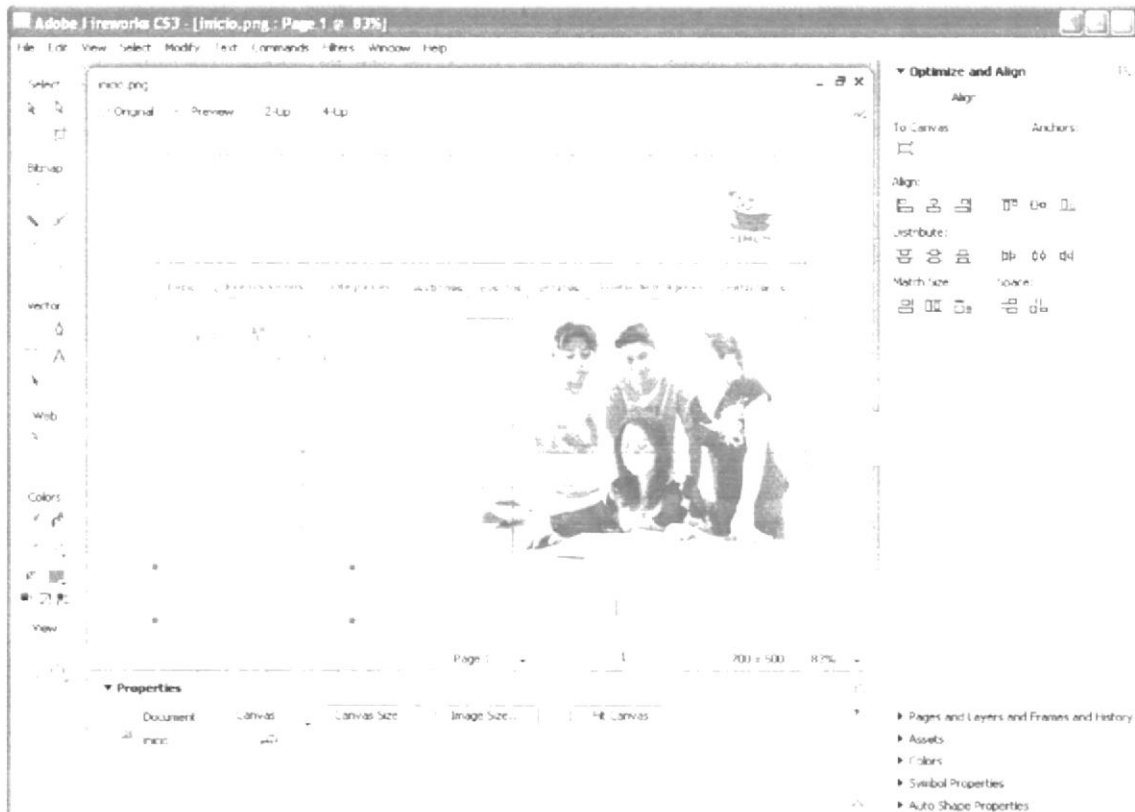 Adobe Fireworks CS3 - [inicio.png : Page 1 @ 83%]
File Edit View Select Modify Text Commands Filters Window Help
Select
inicio.png
Original Preview 2-Up 4-Up
Optimize and Align
Align
To Canvas Anchors:
Bitmap
Align:
Distribute:
Match Size Space:
Vector
Web
Colors
View
Page 1 1 700 x 500 83%
Properties
Document Canvas Canvas Size Image Size... Fit Canvas
inicio
Pages and Layers and Frames and History
Assets
Colors
Symbol Properties
Auto Shape Properties